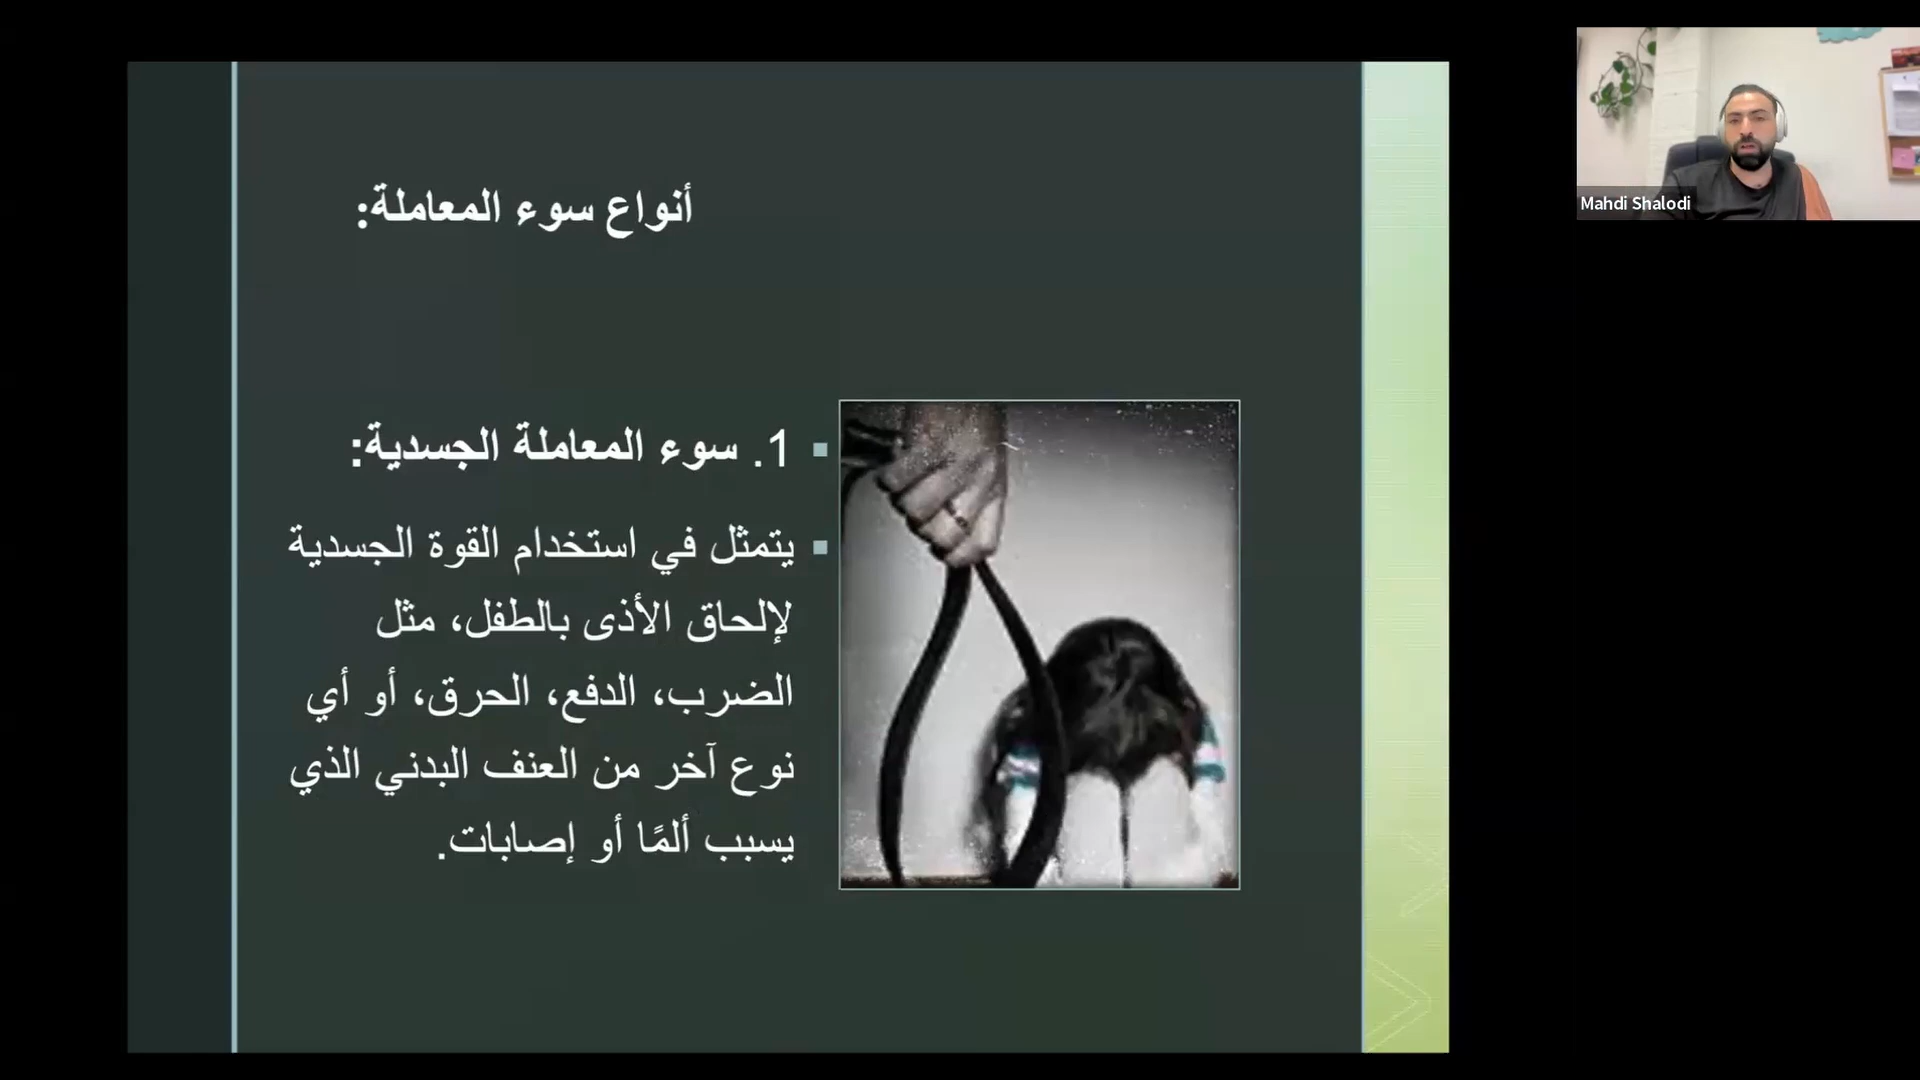 أنواع سوء المعاملة:
1. سوء المعاملة الجسدية:
يتمثل في استخدام القوة الجسدية
لإلحاق الأذى بالطفل، مثل
الضرب، الدفع، الحرق، أو أي
نوع آخر من العنف البدني الذي
يسبب ألمًا أو إصابات.
Mahdi Shalodi